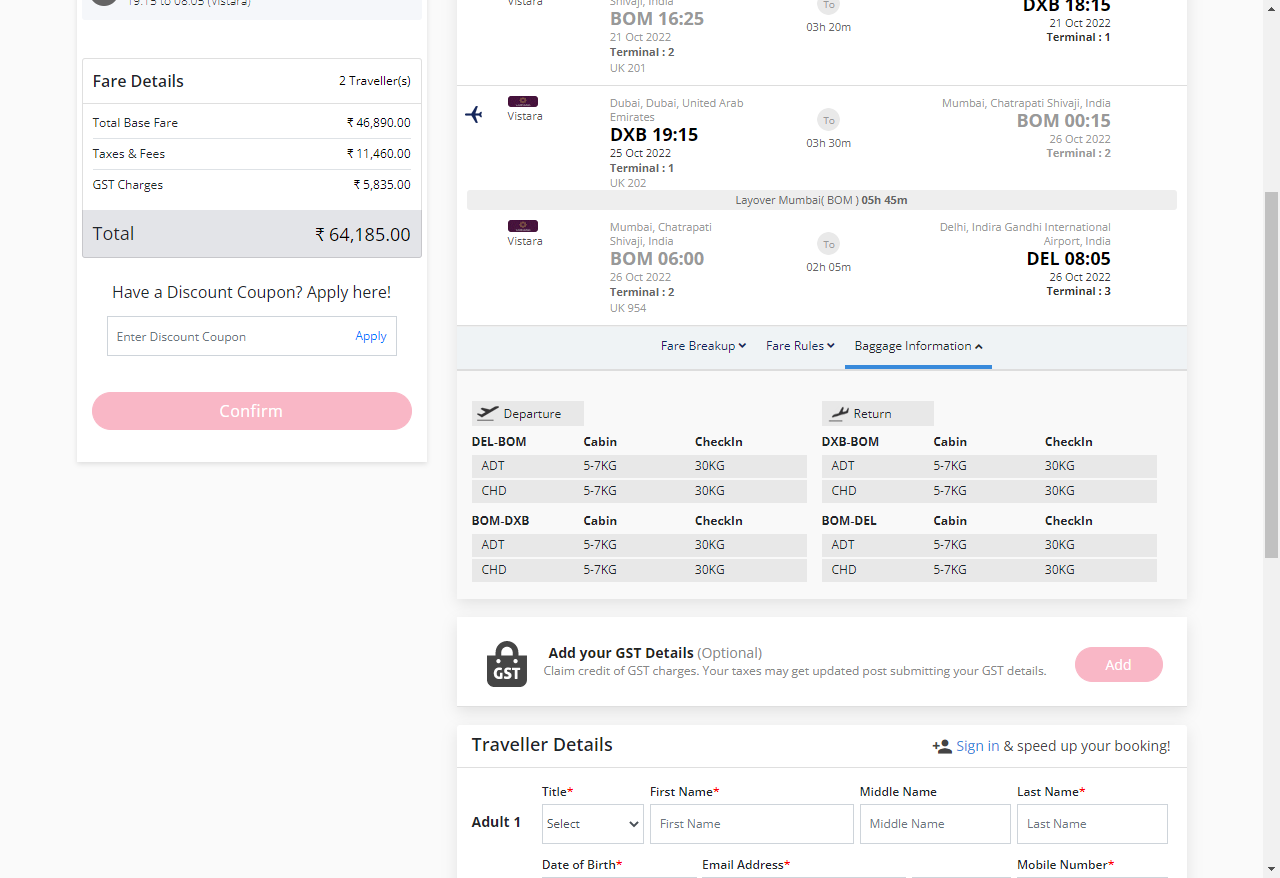 19:15 to 08:05 (Vistara)
Fare Details
2 Traveller(s)
Total Base Fare
₹ 46,890.00
Taxes & Fees
₹ 11,460.00
GST Charges
₹ 5,835.00
Total
₹ 64,185.00
Have a Discount Coupon? Apply here!
Enter Discount Coupon
Apply
Confirm
Vistara
Shivaji, India
BOM 16:25
21 Oct 2022
Terminal : 2
UK 201
To
03h 20m
DXB 18:15
21 Oct 2022
Terminal : 1
Vistara
Dubai, Dubai, United Arab
Emirates
DXB 19:15
25 Oct 2022
Terminal : 1
UK 202
To
03h 30m
Mumbai, Chatrapati Shivaji, India
BOM 00:15
26 Oct 2022
Terminal : 2
Layover Mumbai( BOM ) 05h 45m
Vistara
Mumbai, Chatrapati
Shivaji, India
BOM 06:00
26 Oct 2022
Terminal : 2
UK 954
To
02h 05m
Delhi, Indira Gandhi International
Airport, India
DEL 08:05
26 Oct 2022
Terminal : 3
Fare Breakup
Fare Rules
Baggage Information
Departure
DEL-BOM Cabin CheckIn
ADT 5-7KG 30KG
CHD 5-7KG 30KG
BOM-DXB Cabin CheckIn
ADT 5-7KG 30KG
CHD 5-7KG 30KG
Return
DXB-BOM Cabin CheckIn
ADT 5-7KG 30KG
CHD 5-7KG 30KG
BOM-DEL Cabin CheckIn
ADT 5-7KG 30KG
CHD 5-7KG 30KG
GST
Add your GST Details (Optional)
Claim credit of GST charges. Your taxes may get updated post submitting your GST details.
Add
Traveller Details
Sign in & speed up your booking!
Title* First Name* Middle Name Last Name*
Adult 1 Select First Name Middle Name Last Name
Date of Birth* Email Address* Mobile Number*